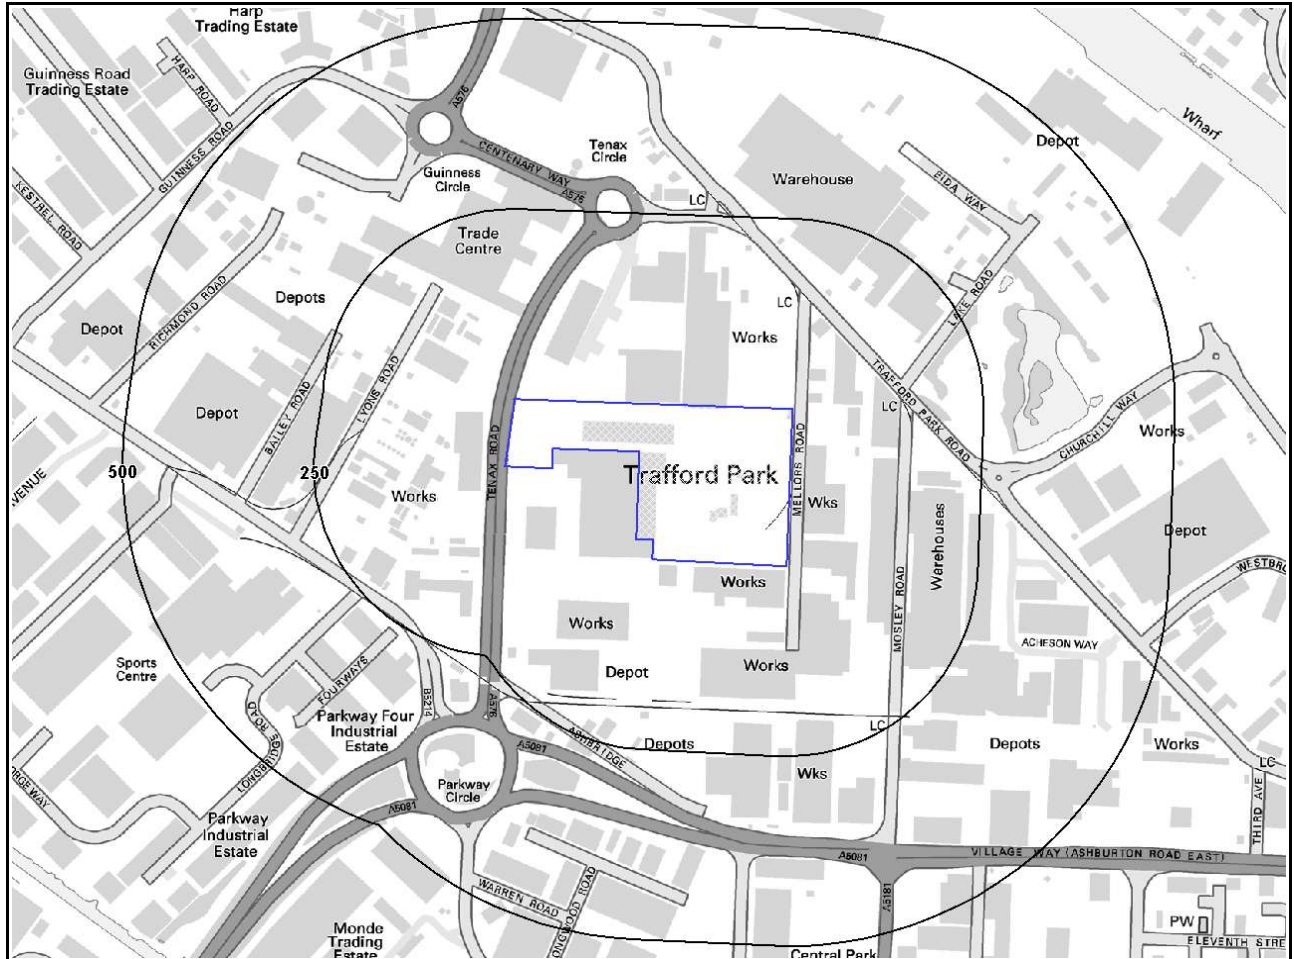 Harp
Trading Estate
Guinness Road
Trading Estate
HARP ROAD
A576
Wharf
GUINNESS ROAD
CENTENARY WAY
A576
Tenax
Circle
Depot
Guinness
Circle
Warehouse
EIDA WAY
KESTREL ROAD
LC
Trade
Centre
RICHMOND ROAD
Depots
LC
LAKE ROAD
Depot
Works
TRAFFORD PARK ROAD
BAILEY ROAD
LYONS ROAD
Depot
LC
CHURCHILL WAY
Works
TENAX ROAD
MELLORS ROAD
500
250
Trafford Park
Works
Wks
Warehouses
Depot
Works
MOSLEY ROAD
Works
ACHESON WAY
Sports
Centre
Depot
Works
FOURWAYS
B5214
A576
Parkway Four
Industrial
Estate
LONGBRIDGE ROAD
ASHBRIDGE
A5081
LC
Depots
Depots
Works
LC
Wks
Parkway
Circle
A5081
Parkway
Industrial
Estate
THIRD AVE
A5081
VILLAGE WAY (ASHBURTON ROAD EAST)
WARREN ROAD
A5181
PW
Monde
Trading
Estate
Central Park